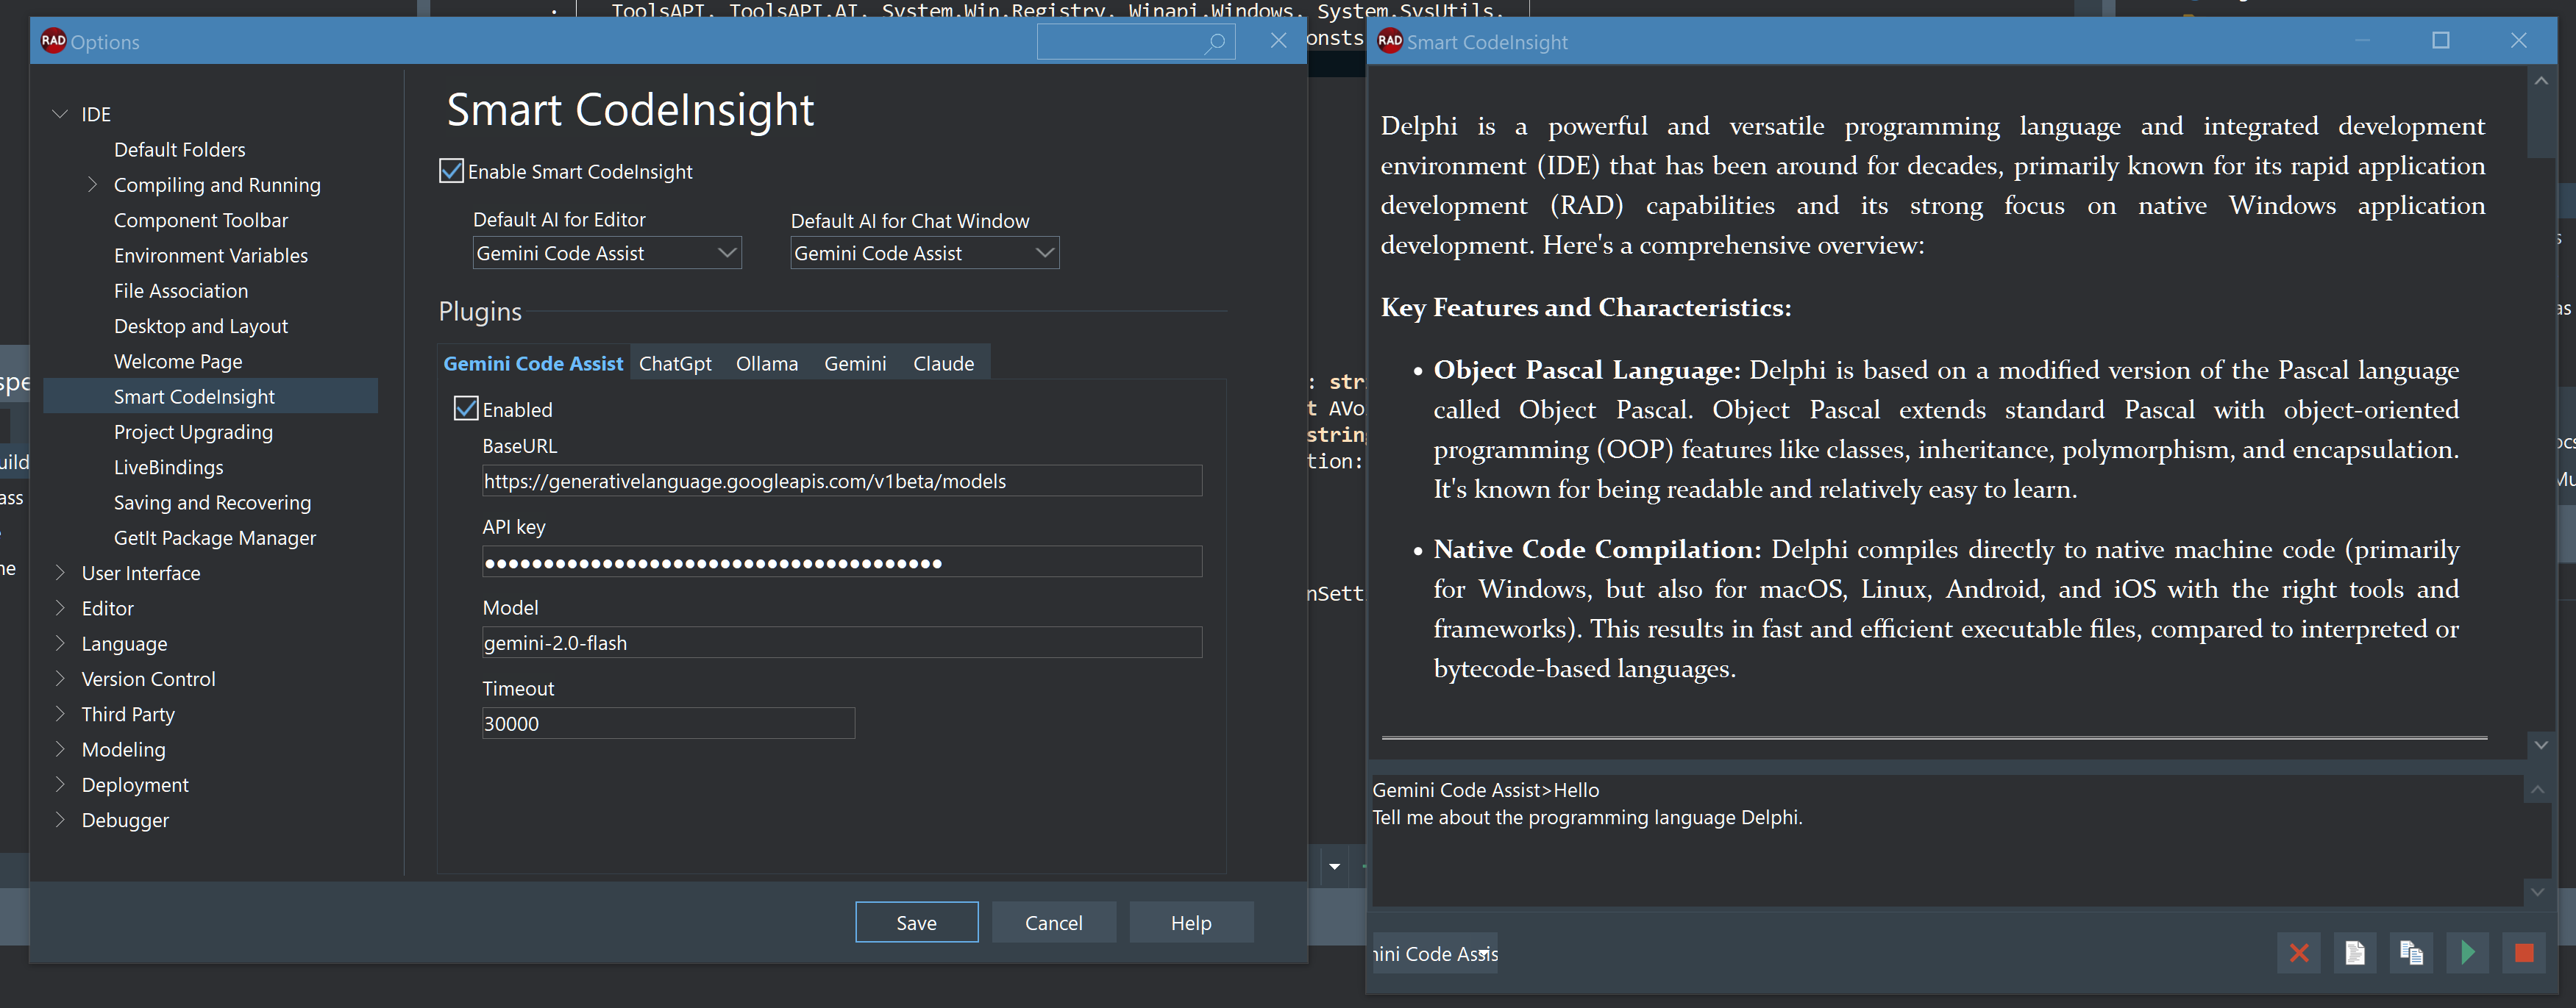 ToolsAPI, ToolsAPI.AI, System.Win.Registry, Winapi.Windows, System.SysUtils,
RAD Options
IDE
Default Folders
Compiling and Running
Component Toolbar
Environment Variables
File Association
Desktop and Layout
Welcome Page
Smart CodeInsight
Project Upgrading
LiveBindings
Saving and Recovering
GetIt Package Manager
User Interface
Editor
Language
Version Control
Third Party
Modeling
Deployment
Debugger
Smart CodeInsight
Enable Smart CodeInsight
Default AI for Editor
Default AI for Chat Window
Gemini Code Assist
Gemini Code Assist
Plugins
Gemini Code Assist ChatGpt Ollama Gemini Claude
Enabled
BaseURL
https://generativelanguage.googleapis.com/v1beta/models
API key
Model
gemini-2.0-flash
Timeout
30000
Save Cancel Help
onsts
: str
t AVo
string
tion:
nSett
RAD Smart CodeInsight
Delphi is a powerful and versatile programming language and integrated development
environment (IDE) that has been around for decades, primarily known for its rapid application
development (RAD) capabilities and its strong focus on native Windows application
development. Here's a comprehensive overview:
Key Features and Characteristics:
• Object Pascal Language: Delphi is based on a modified version of the Pascal language
called Object Pascal. Object Pascal extends standard Pascal with object-oriented
programming (OOP) features like classes, inheritance, polymorphism, and encapsulation.
It's known for being readable and relatively easy to learn.
• Native Code Compilation: Delphi compiles directly to native machine code (primarily
for Windows, but also for macOS, Linux, Android, and iOS with the right tools and
frameworks). This results in fast and efficient executable files, compared to interpreted or
bytecode-based languages.
Gemini Code Assist>Hello
Tell me about the programming language Delphi.
nini Code Assis